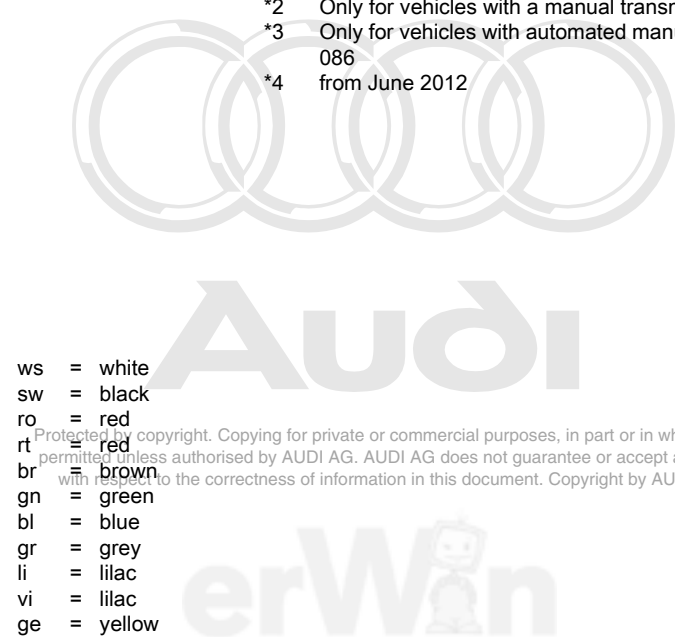 *2 Only for vehicles with a manual
*3 Only for vehicles with automated
086
*4 from June 2012
Audi
ws = white
sw = black
ro = red
Protected by copyright. Copying for private or commercial purposes, in part or in
rt = red
permitted unless authorised by AUDI AG. AUDI AG does not guarantee or accept
br = brown
with respect to the correctness of information in this document. Copyright by
gn = green
bl = blue
gr = grey
li = lilac
vi = lilac
ge = yellow
erWin